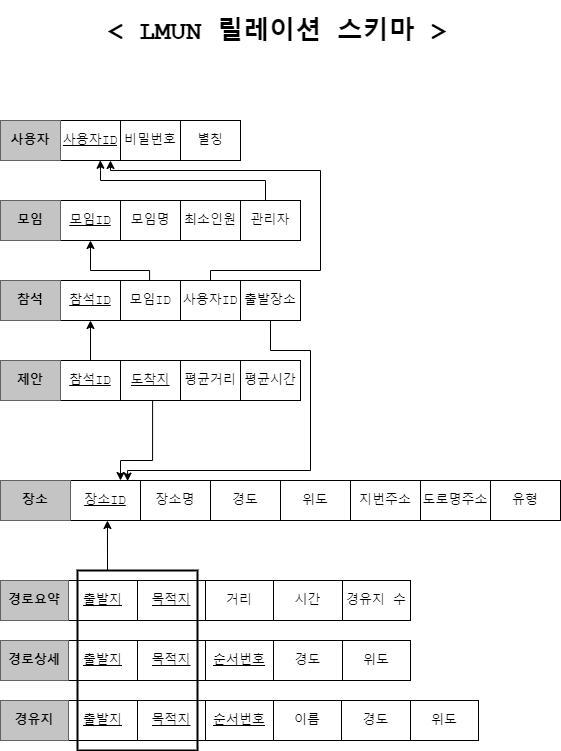 < LMUN 릴레이션 스키마 >
사용자 사용자ID 비밀번호 별칭
모임 모임ID 모임명 최소인원 관리자
참석 참석ID 모임ID 사용자ID 출발장소
제안 참석ID 도착지 평균거리 평균시간
장소 장소ID 장소명 경도 위도 지번주소 도로명주소 유형
경로요약 출발지 목적지 거리 시간 경유지 수
경로상세 출발지 목적지 순서번호 경도 위도
경유지 출발지 목적지 순서번호 이름 경도 위도